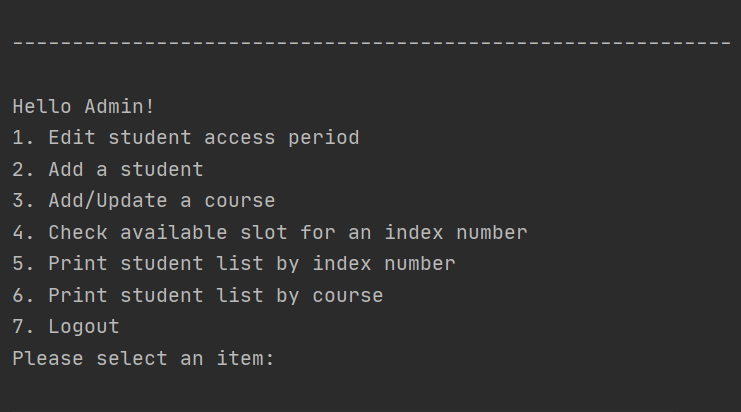 ------------------------------------------------------------
Hello Admin!
1. Edit student access period
2. Add a student
3. Add/Update a course
4. Check available slot for an index number
5. Print student list by index number
6. Print student list by course
7. Logout
Please select an item: